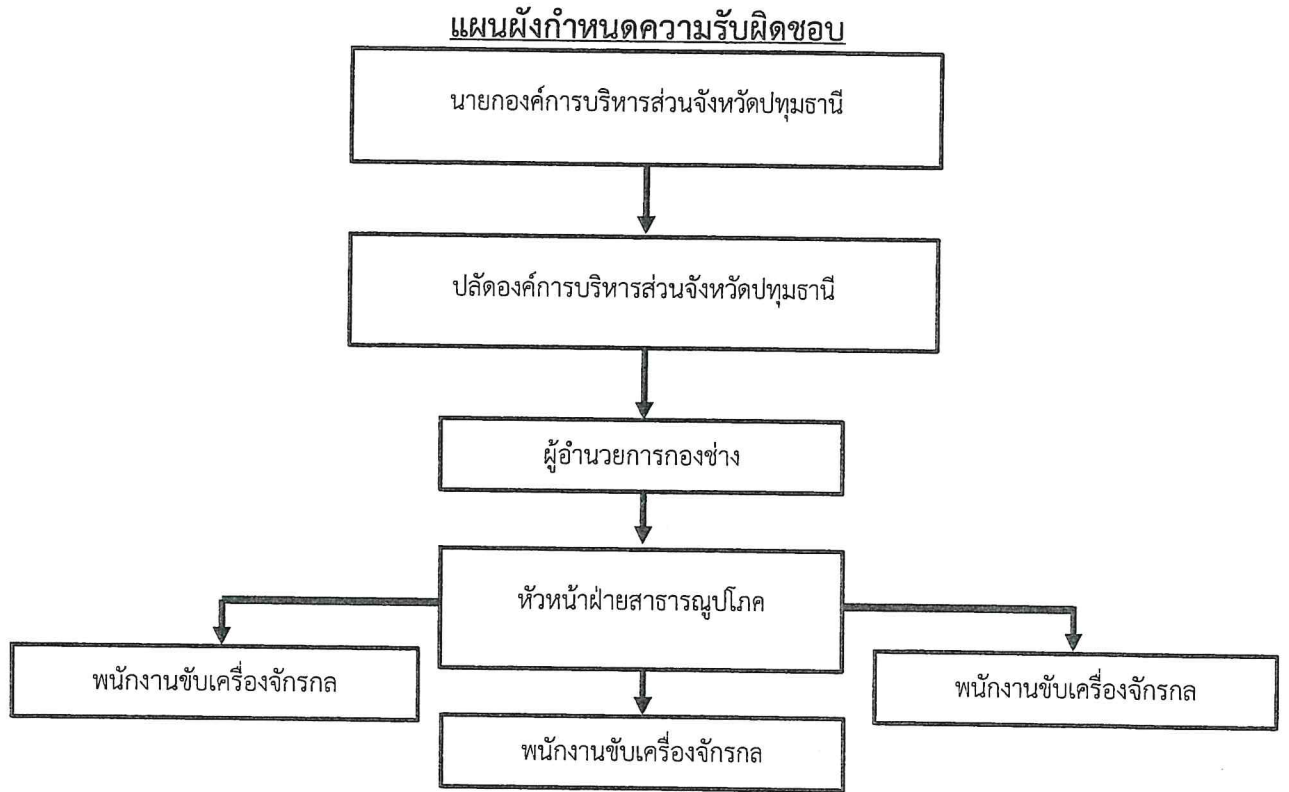 แผนผังกำหนดความรับผิดชอบ
นายกองค์การบริหารส่วนจังหวัดปทุมธานี
ปลัดองค์การบริหารส่วนจังหวัดปทุมธานี
ผู้อำนวยการกองช่าง
หัวหน้าฝ่ายสาธารณูปโภค
พนักงานขับเครื่องจักรกล
พนักงานขับเครื่องจักรกล
พนักงานขับเครื่องจักรกล